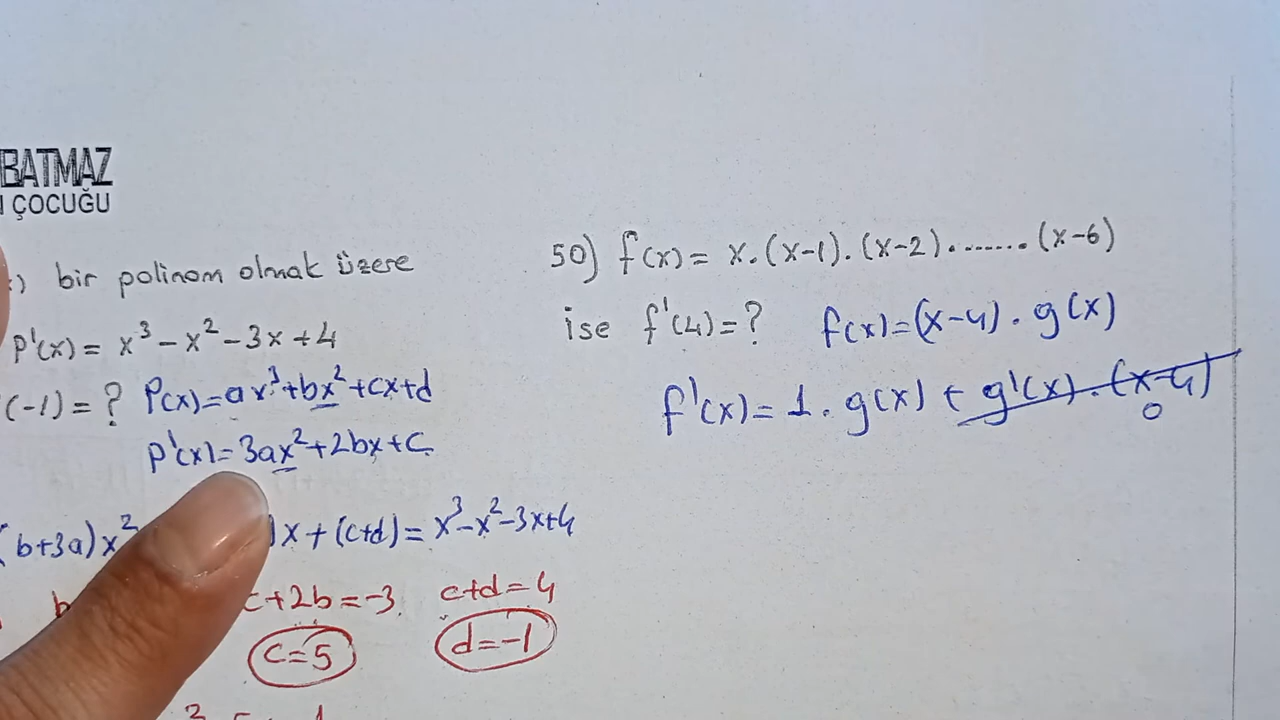 BATMAZ
ÇOCUĞU
bir polinom olmak üzere
P'(x) = x³ - x² - 3x + 4
(-1) = ? P(x) = ax³ + bx² + cx + d
P'(x) = 3ax² + 2bx + c
(b+3a)x² x + (c+d) = x³ - x² - 3x + 4
b c + 2b = -3 c + d = 4
c = 5 d = -1
50) f(x) = x.(x-1).(x-2)........(x-6)
ise f'(4) = ? f(x) = (x-4).g(x)
f'(x) = 1.g(x) + g'(x).(x-4)
0